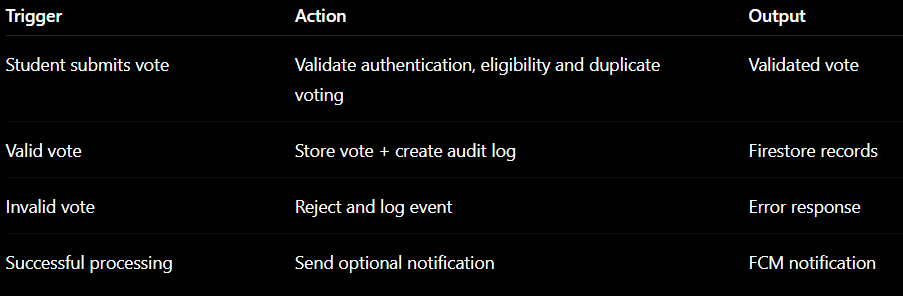 Trigger Action Output
Student submits vote Validate authentication, eligibility and duplicate Validated vote
voting
Valid vote Store vote + create audit log Firestore records
Invalid vote Reject and log event Error response
Successful processing Send optional notification FCM notification